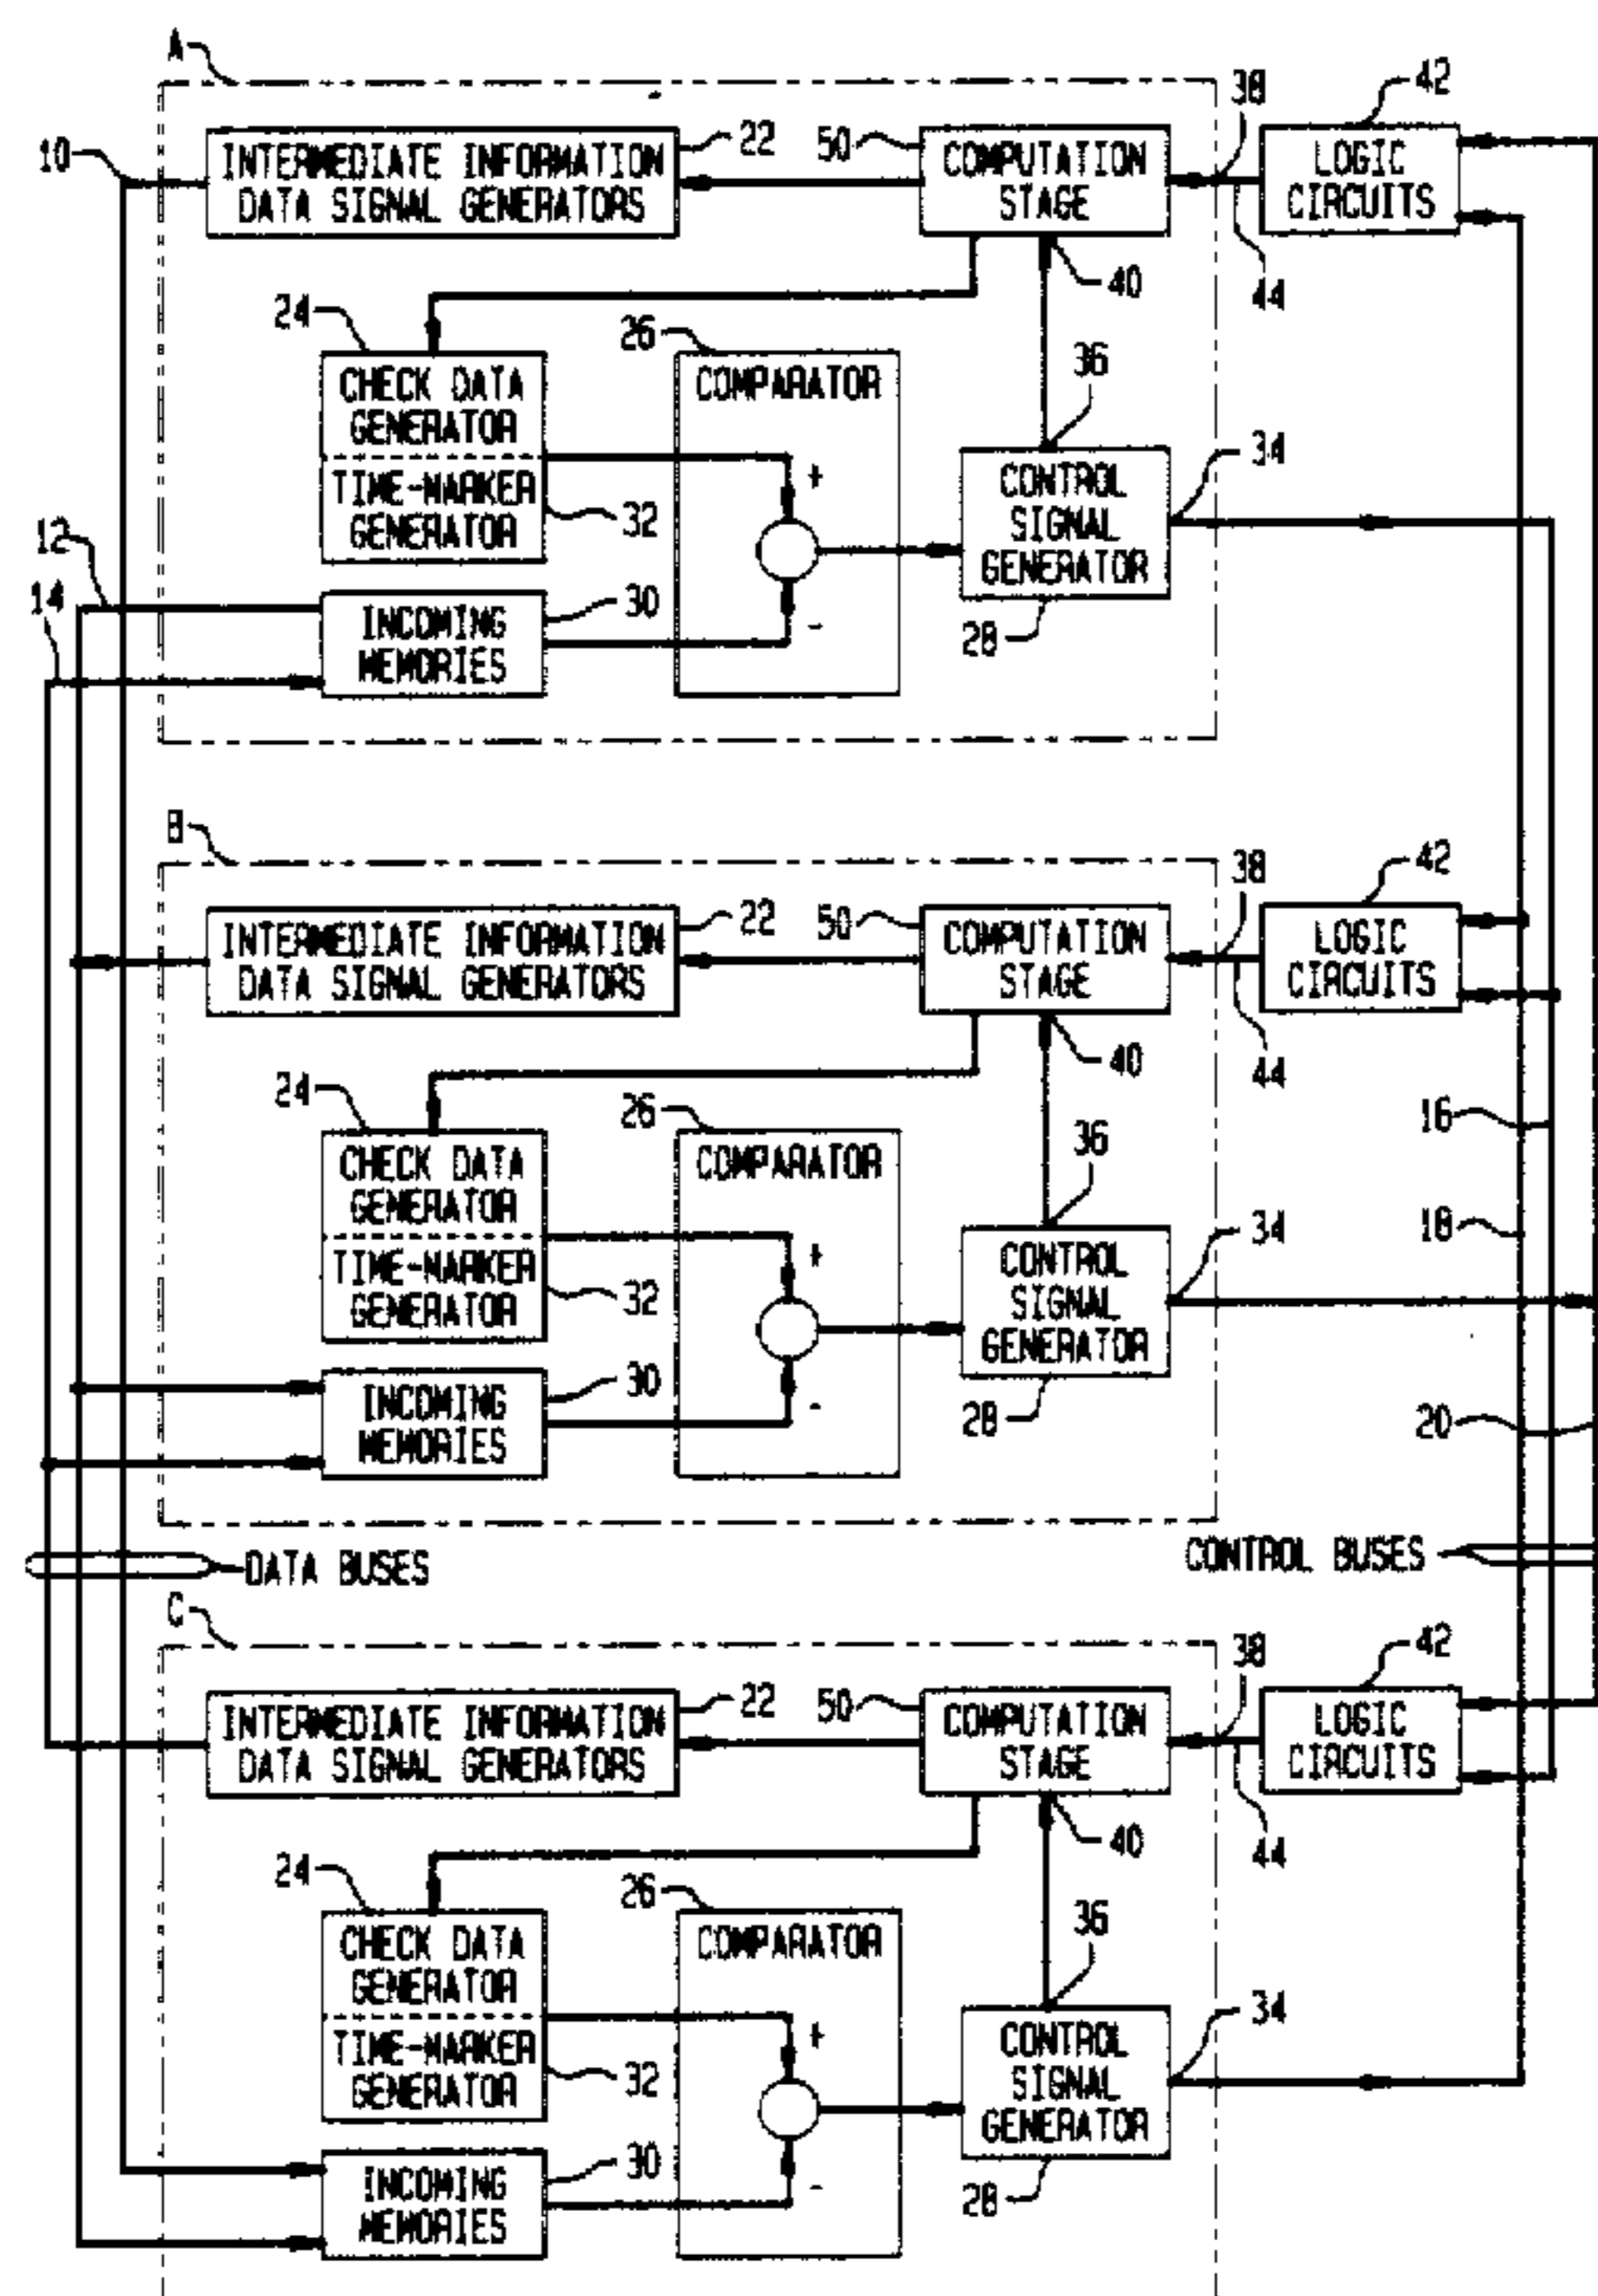 A
10
INTERMEDIATE INFORMATION
DATA SIGNAL GENERATORS
22
50
COMPUTATION
STAGE
38
42
LOGIC
CIRCUITS
40
44
24
CHECK DATA
GENERATOR
TIME-MARKER
GENERATOR
32
26
COMPARATOR
+
-
36
CONTROL
SIGNAL
GENERATOR
34
28
12
14
INCOMING
MEMORIES
30
B
INTERMEDIATE INFORMATION
DATA SIGNAL GENERATORS
22
50
COMPUTATION
STAGE
38
42
LOGIC
CIRCUITS
40
44
24
CHECK DATA
GENERATOR
TIME-MARKER
GENERATOR
32
26
COMPARATOR
+
-
36
CONTROL
SIGNAL
GENERATOR
34
28
16
18
20
INCOMING
MEMORIES
30
DATA BUSES
CONTROL BUSES
C
INTERMEDIATE INFORMATION
DATA SIGNAL GENERATORS
22
50
COMPUTATION
STAGE
38
42
LOGIC
CIRCUITS
40
44
24
CHECK DATA
GENERATOR
TIME-MARKER
GENERATOR
32
26
COMPARATOR
+
-
36
CONTROL
SIGNAL
GENERATOR
34
28
INCOMING
MEMORIES
30